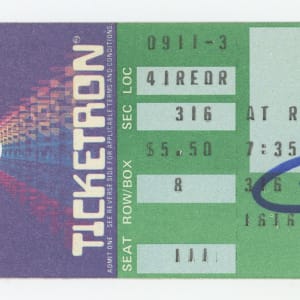 TICKETRON®
ADMIT ONE - SEE REVERSE SIDE FOR APPLICABLE TERMS AND CONDITIONS.
SEAT ROW/BOX SEC LOC
0911-3
41REDR
316 AT R
$5.50 7:35
8 316
1616
111